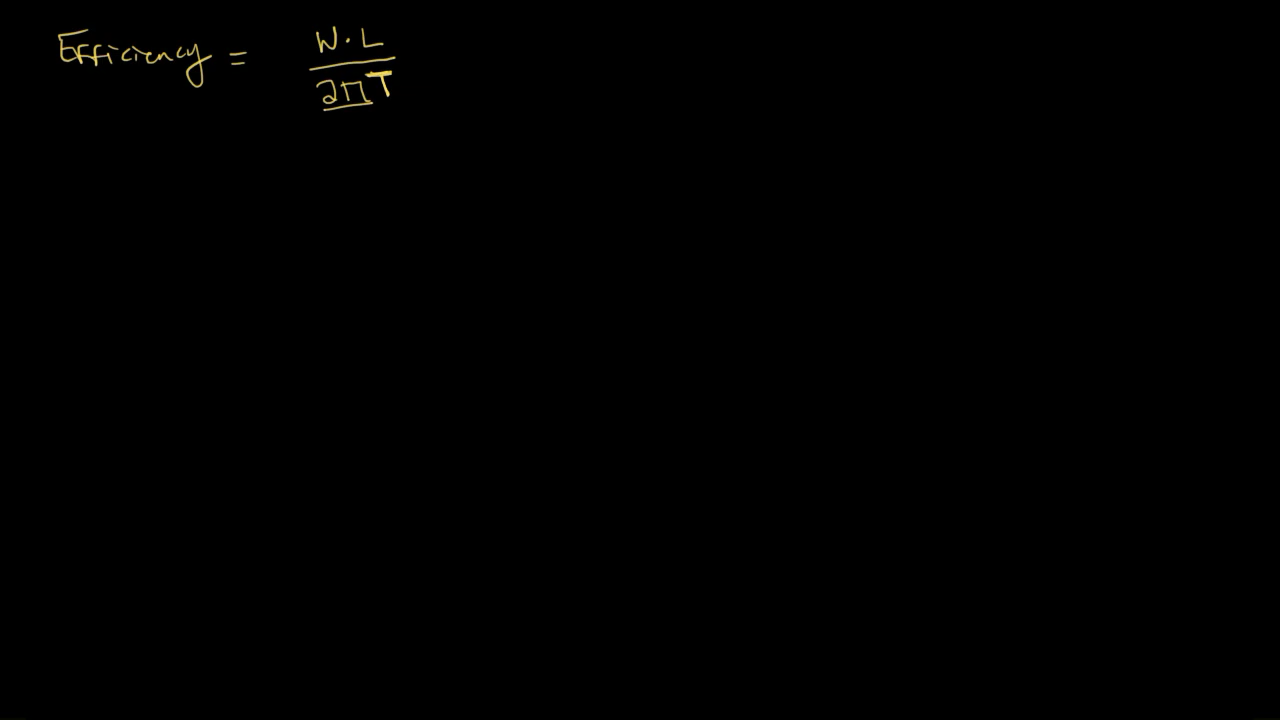 Efficiency = W·L / 2πT